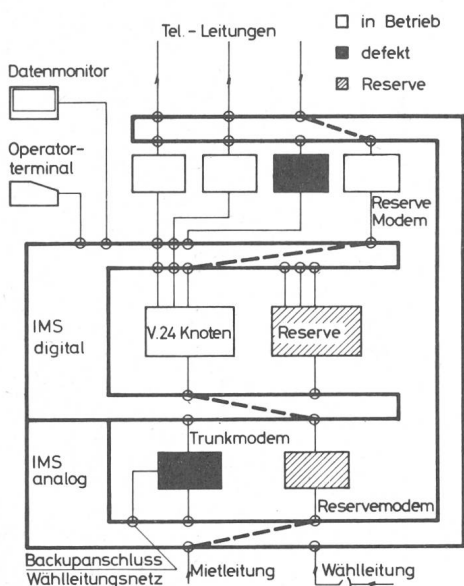 Tel.-Leitungen
in Betrieb
defekt
Reserve
Datenmonitor
Operator-
terminal
Reserve
Modem
IMS
digital
V.24 Knoten
Reserve
Trunkmodem
IMS
analog
Reservemodem
Backupanschluss
Wählleitungsnetz
Mietleitung
Wählleitung